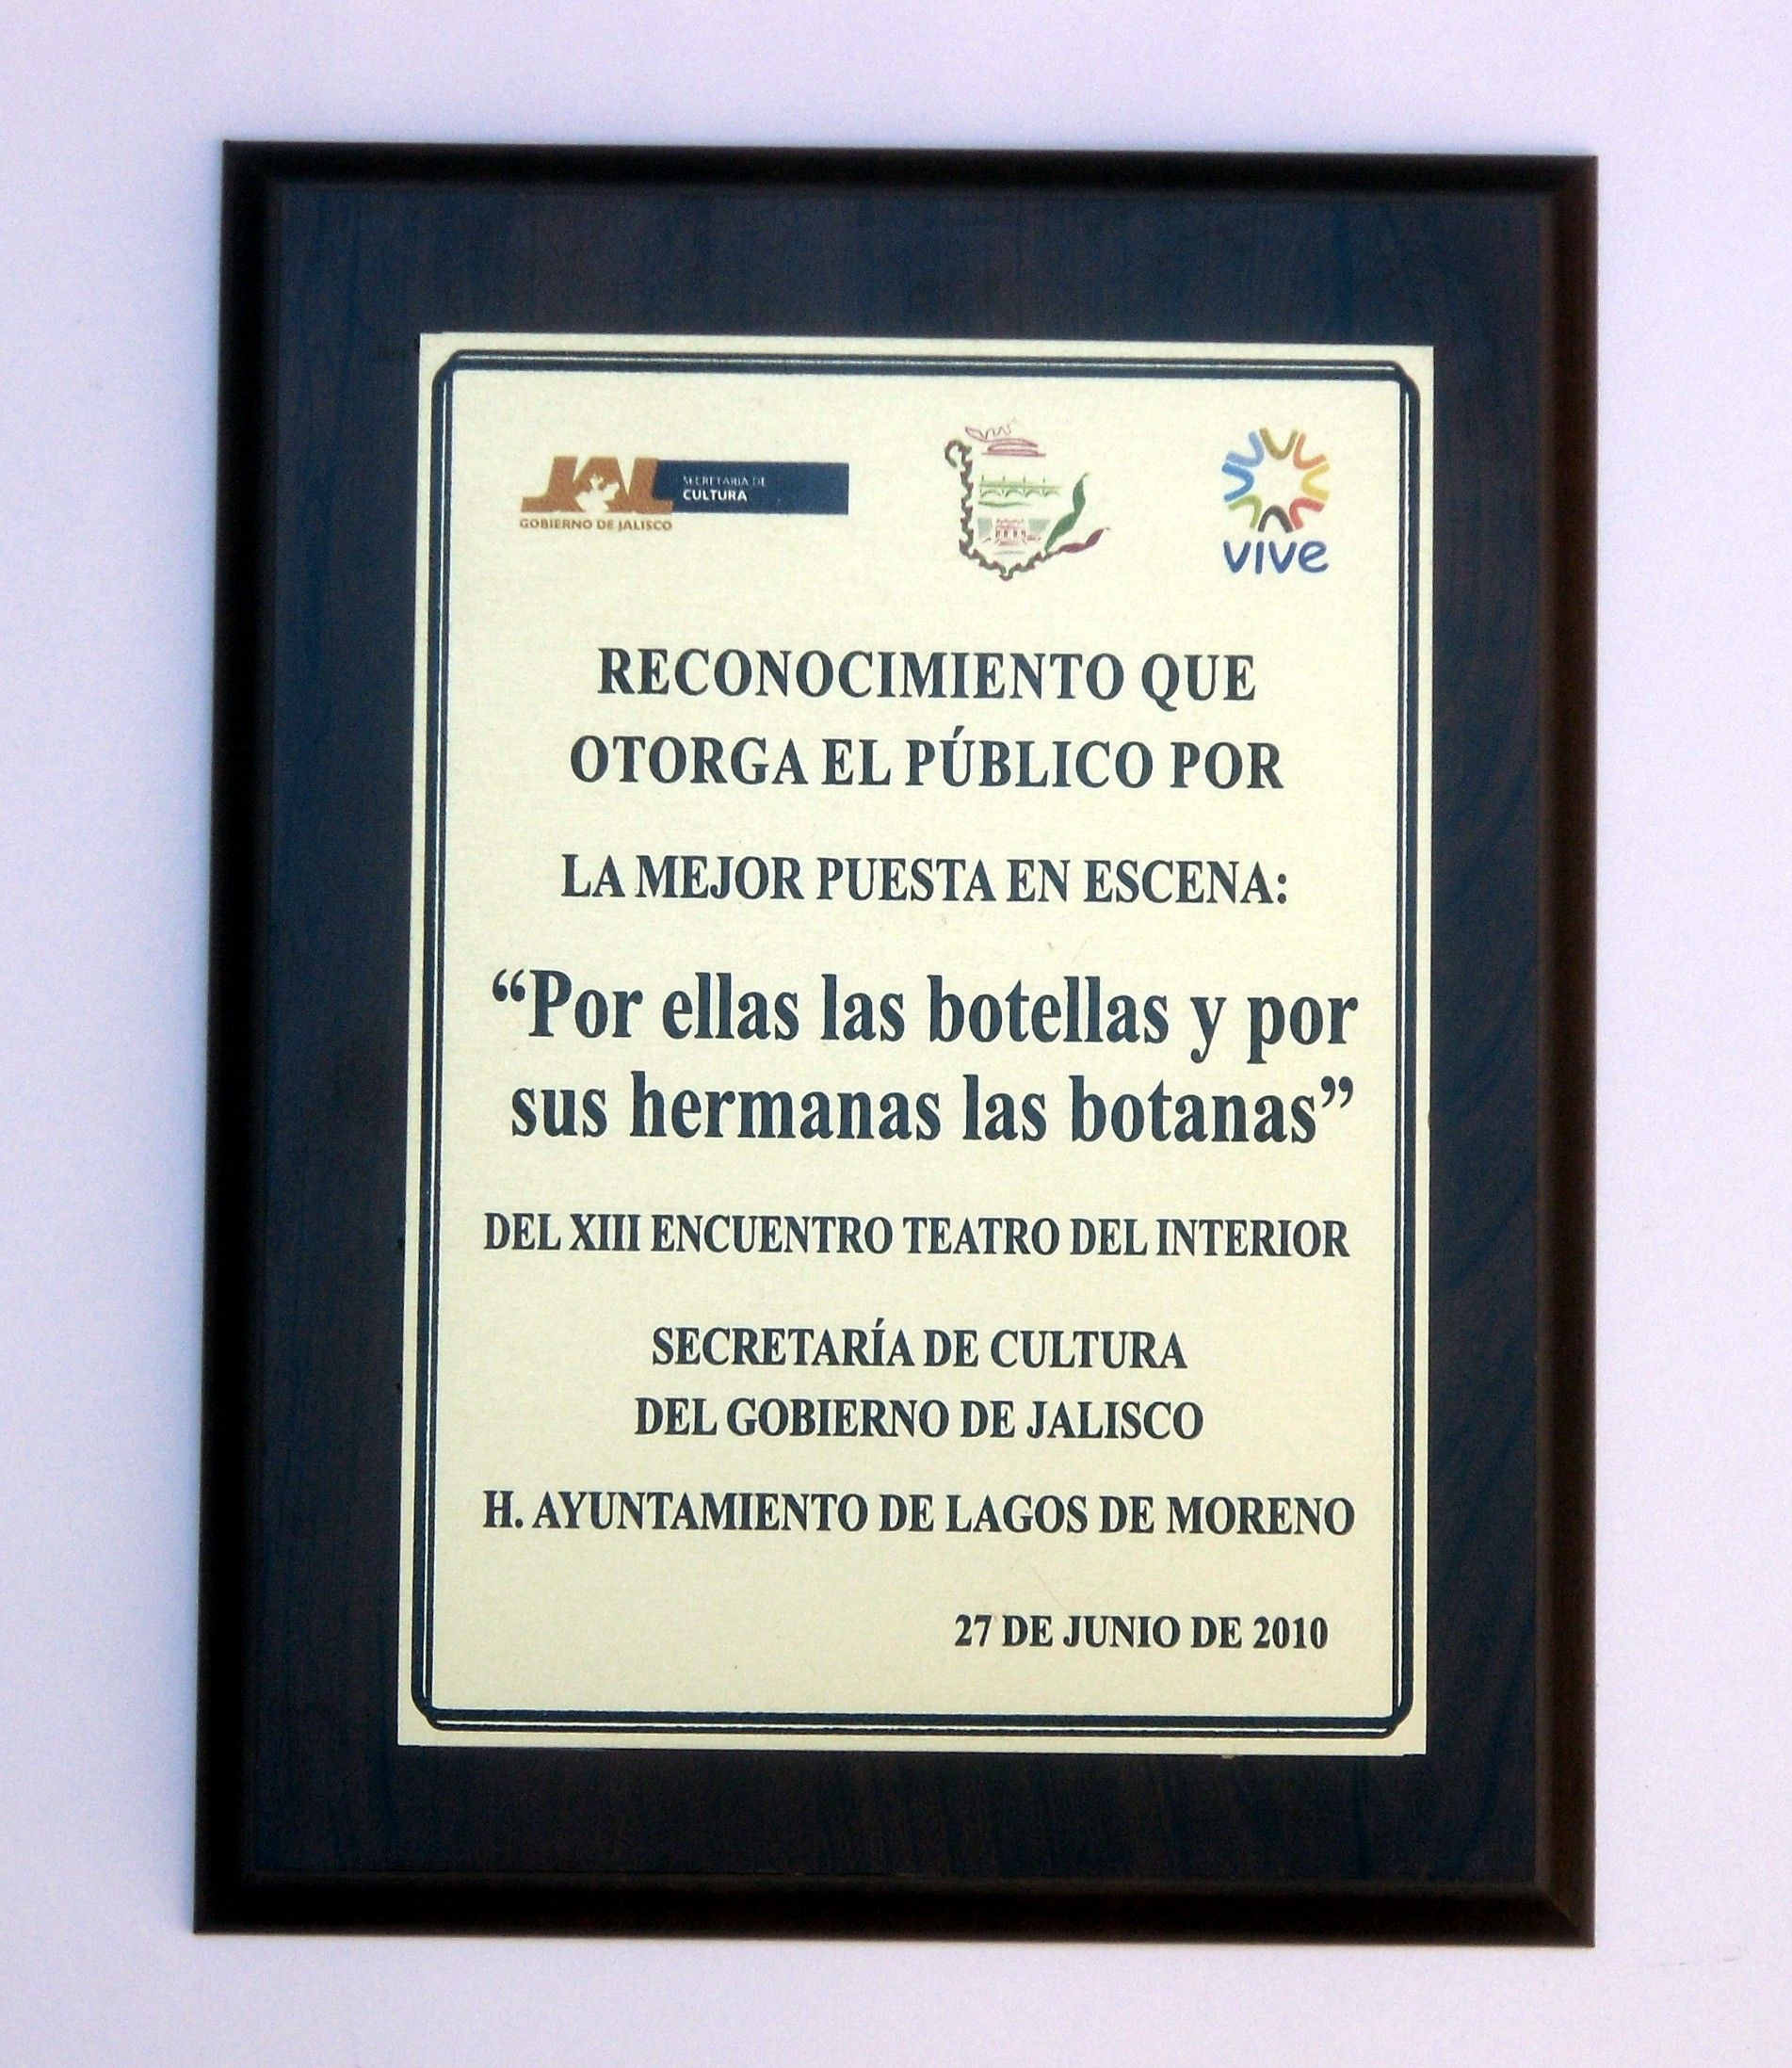 JAL
SECRETARÍA DE
CULTURA
GOBIERNO DE JALISCO
vive
RECONOCIMIENTO QUE
OTORGA EL PÚBLICO POR
LA MEJOR PUESTA EN ESCENA:
“Por ellas las botellas y por
sus hermanas las botanas”
DEL XIII ENCUENTRO TEATRO DEL INTERIOR
SECRETARÍA DE CULTURA
DEL GOBIERNO DE JALISCO
H. AYUNTAMIENTO DE LAGOS DE MORENO
27 DE JUNIO DE 2010